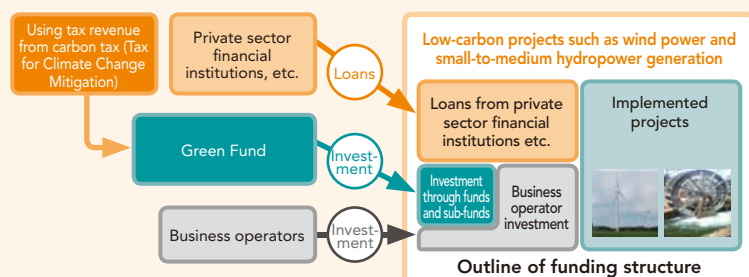 Using tax revenue
from carbon tax (Tax
for Climate Change
Mitigation)
Private sector
financial
institutions, etc.
Loans
Green Fund
Invest-
ment
Business operators
Invest-
ment
Low-carbon projects such as wind power and
small-to-medium hydropower generation
Loans from private
sector financial
institutions etc.
Investment
through funds
and sub-funds
Business
operator
investment
Implemented
projects
Outline of funding structure